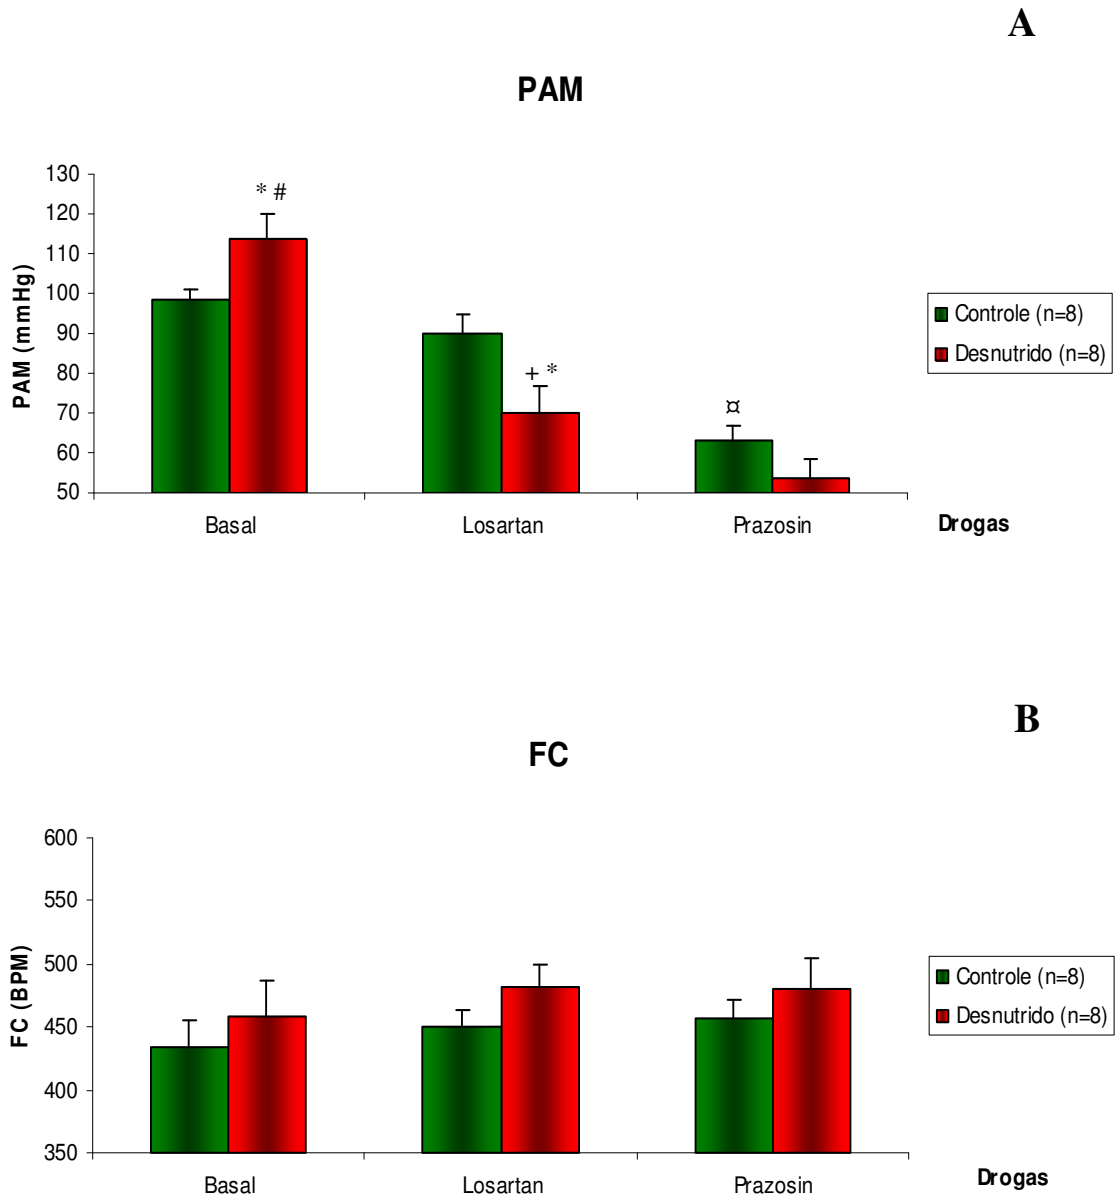 A
PAM
130
120
110
100
90
80
70
60
50
PAM (mmHg)
* #
+ *
¤
Basal
Losartan
Prazosin
Drogas
Controle (n=8)
Desnutrido (n=8)
B
FC
600
550
500
450
400
350
FC (BPM)
Basal
Losartan
Prazosin
Drogas
Controle (n=8)
Desnutrido (n=8)